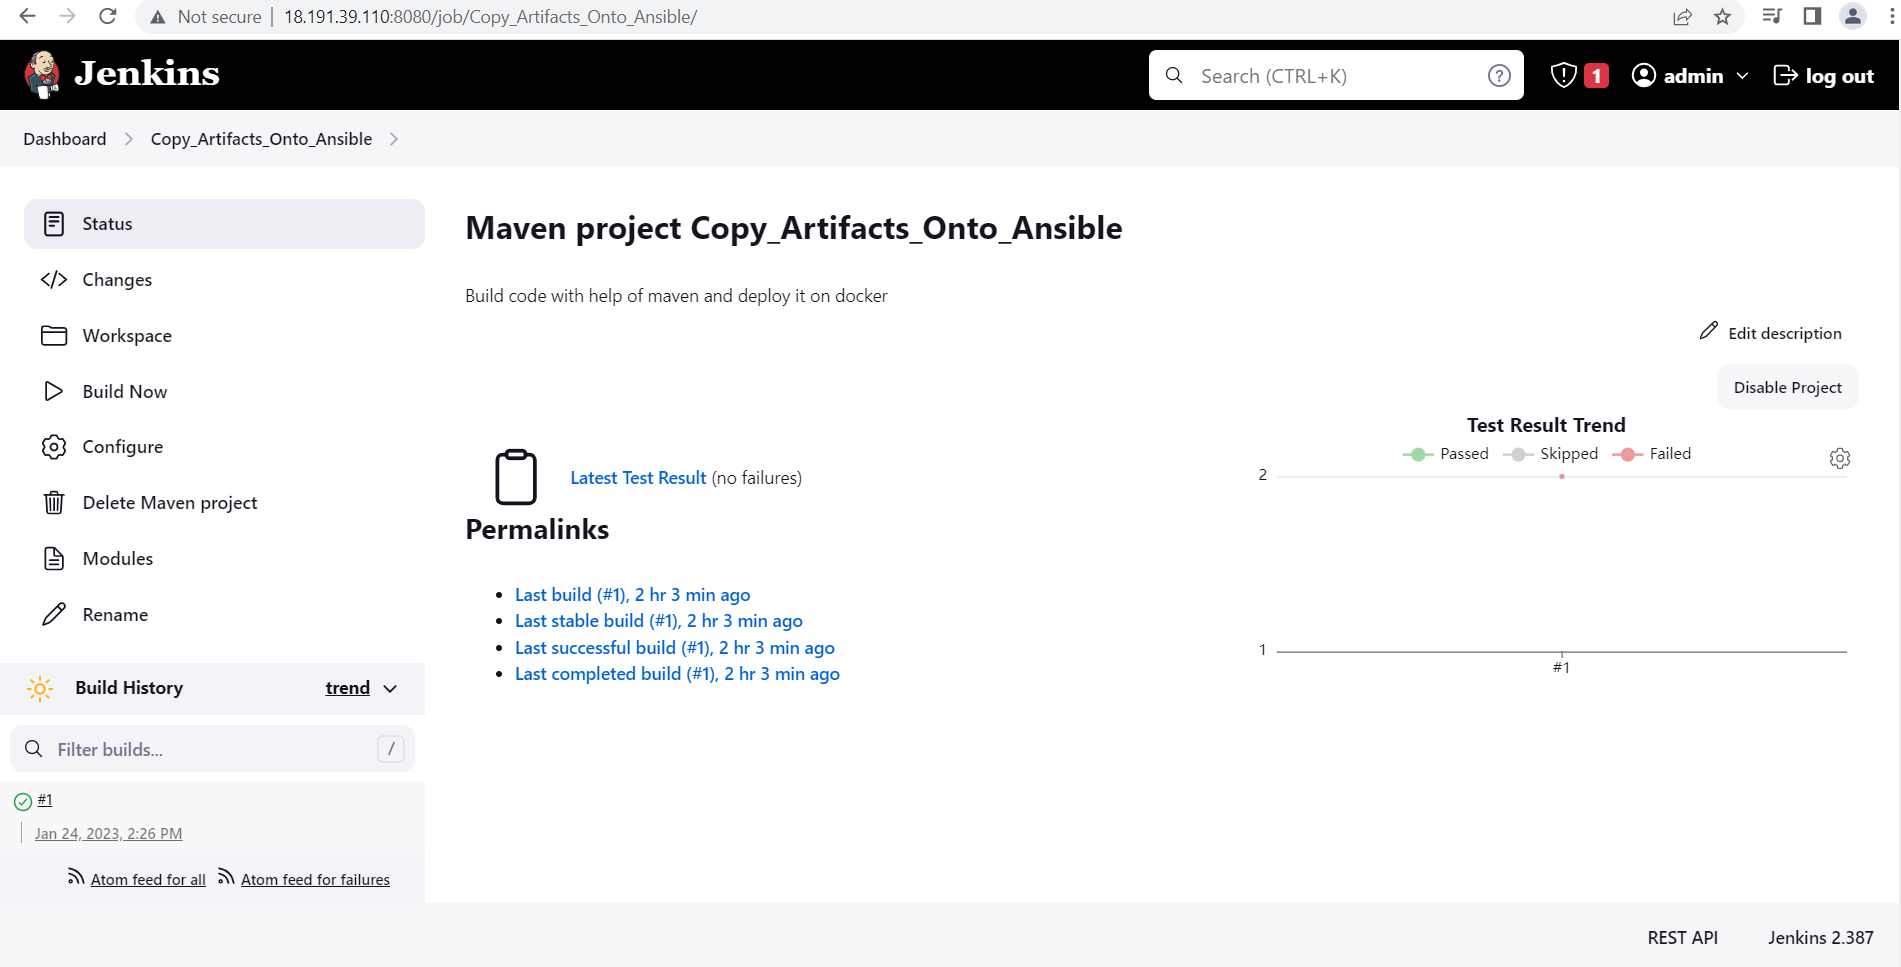 Not secure | 18.191.39.110:8080/job/Copy_Artifacts_Onto_Ansible/
Jenkins
Search (CTRL+K)
?
1
admin
log out
Dashboard
Copy_Artifacts_Onto_Ansible
Status
Changes
Workspace
Build Now
Configure
Delete Maven project
Modules
Rename
Build History
trend
Filter builds...
/
#1
Jan 24, 2023, 2:26 PM
Atom feed for all
Atom feed for failures
Maven project Copy_Artifacts_Onto_Ansible
Build code with help of maven and deploy it on docker
Edit description
Disable Project
Latest Test Result (no failures)
Permalinks
Last build (#1), 2 hr 3 min ago
Last stable build (#1), 2 hr 3 min ago
Last successful build (#1), 2 hr 3 min ago
Last completed build (#1), 2 hr 3 min ago
Test Result Trend
Passed Skipped Failed
2
1
#1
REST API
Jenkins 2.387